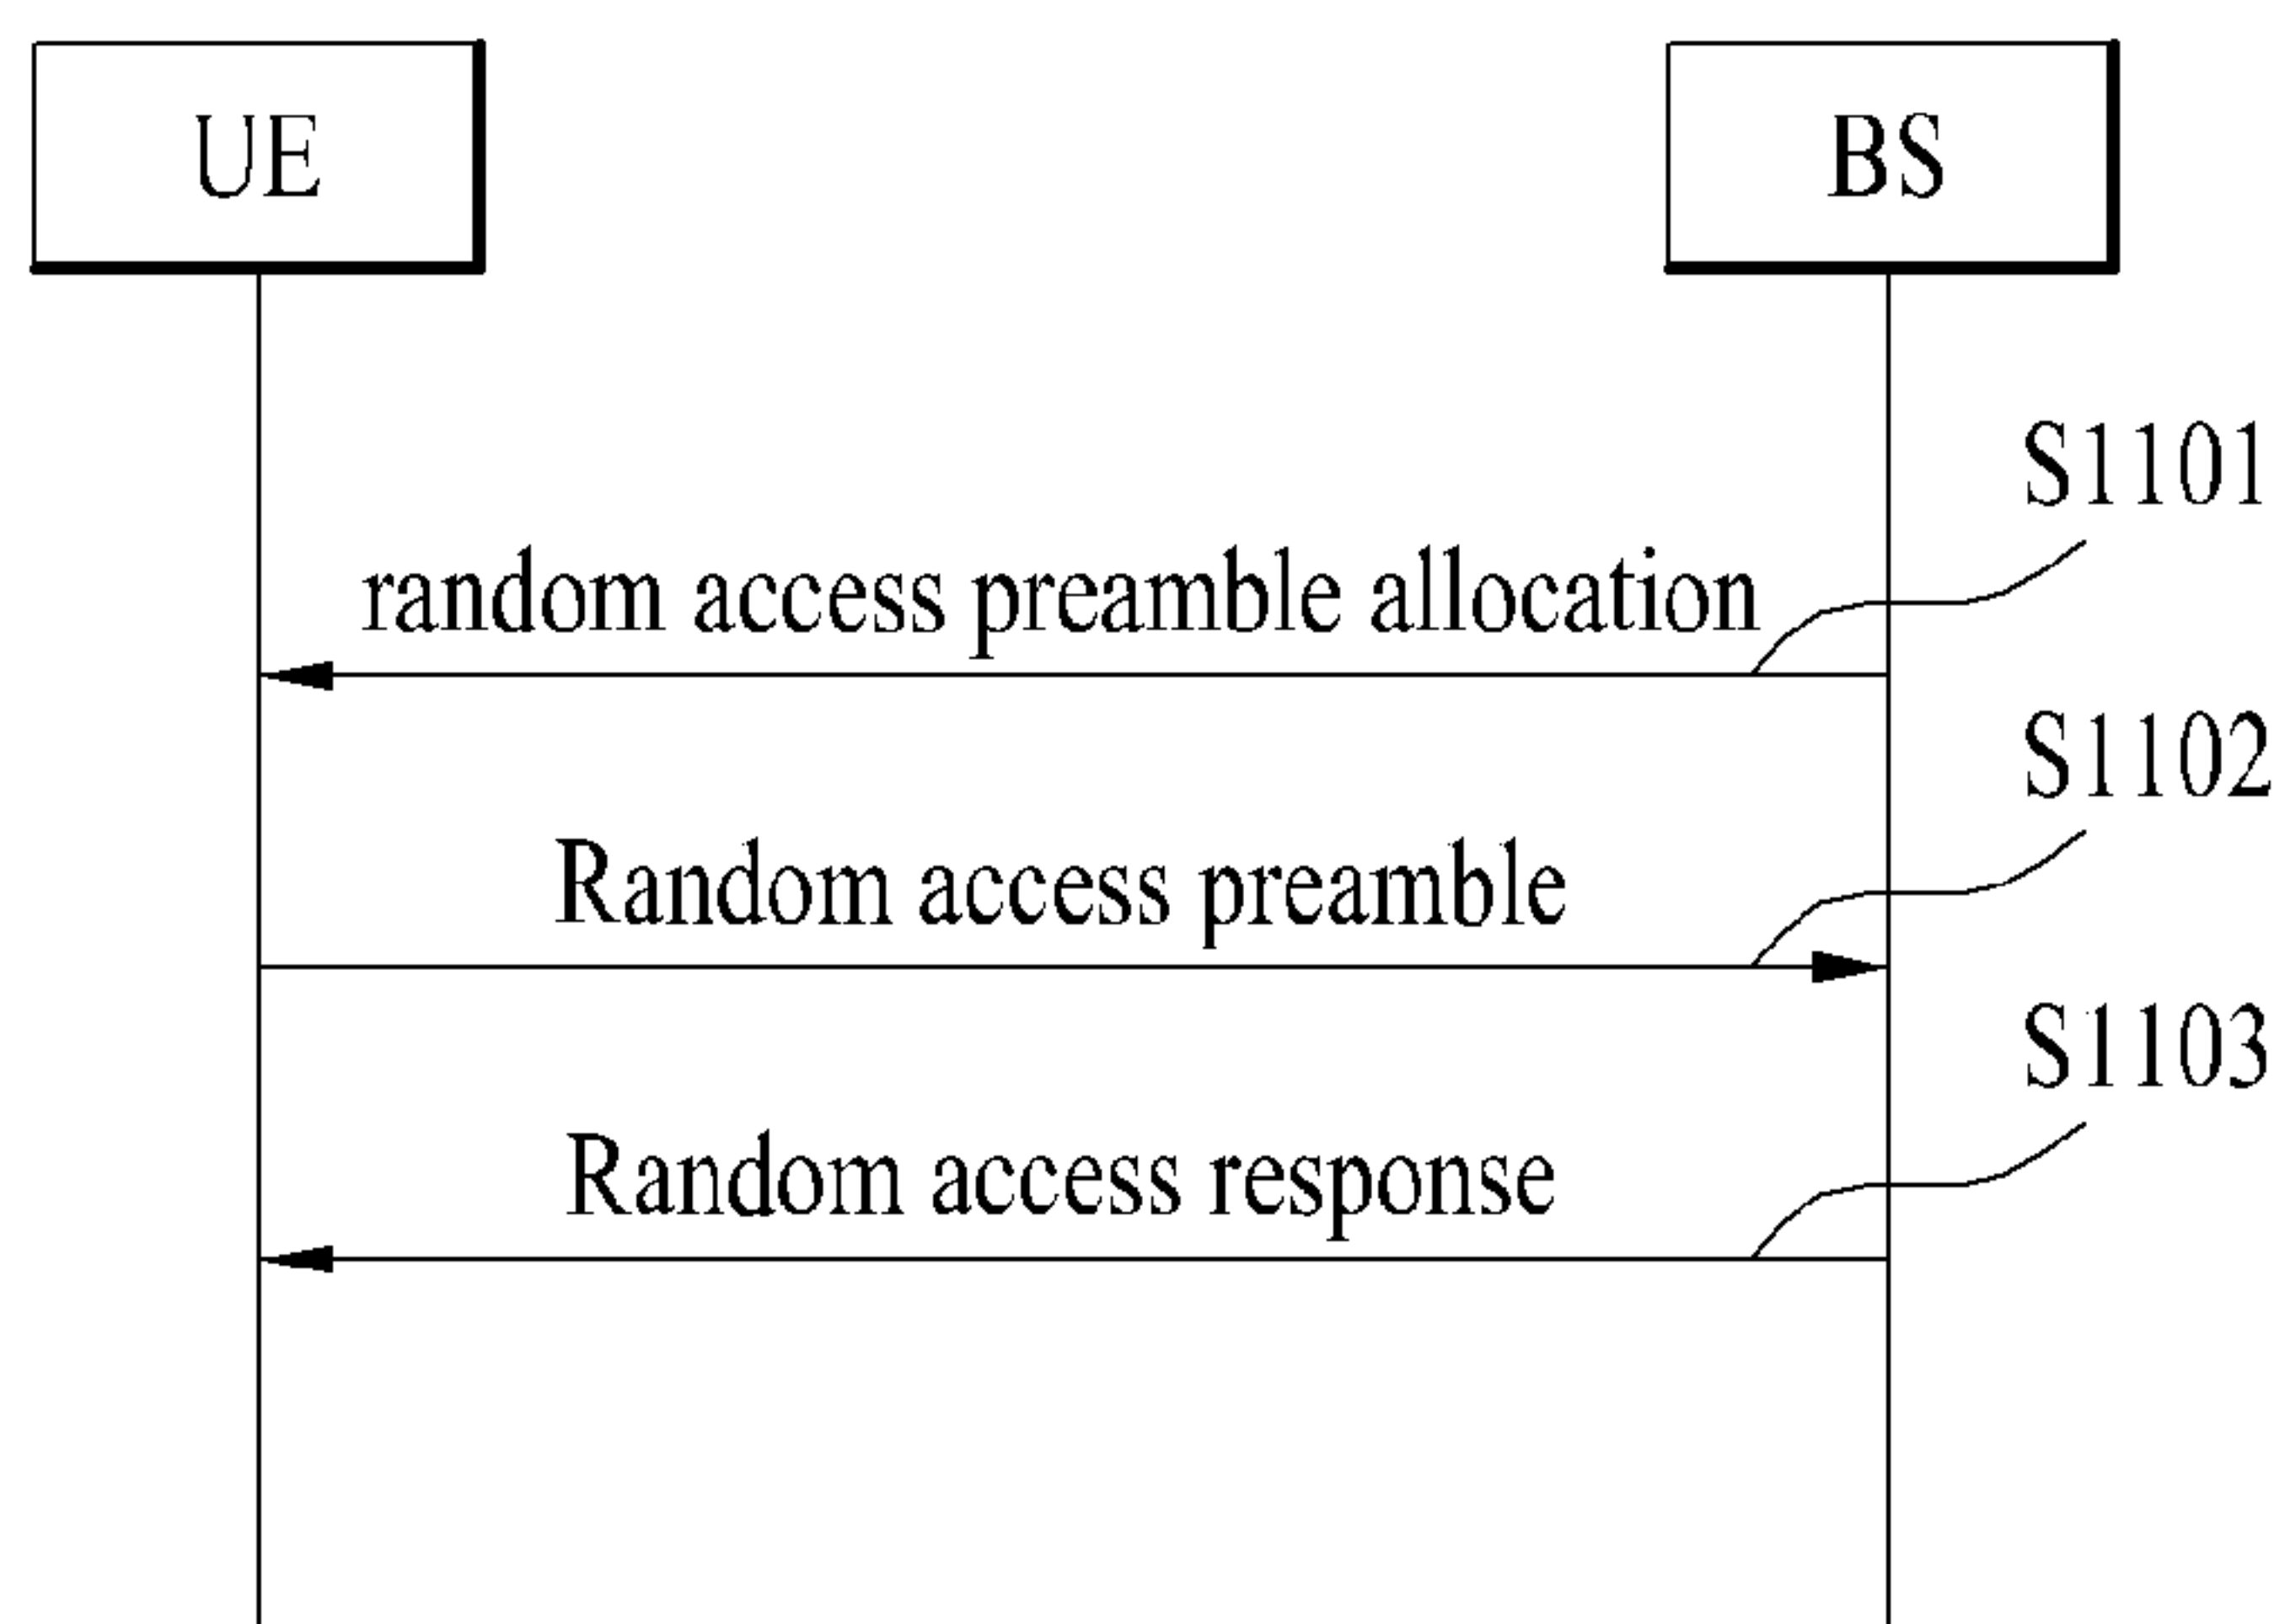 UE
BS
S1101
random access preamble allocation
S1102
Random access preamble
S1103
Random access response